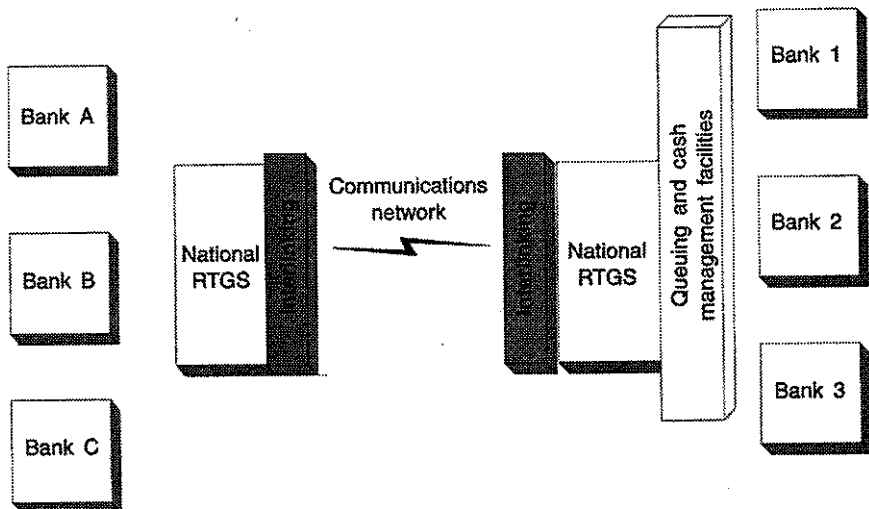 Bank A
Bank B
Bank C
National
RTGS
Interlinking
Communications
network
Interlinking
National
RTGS
Queuing and cash
management facilities
Bank 1
Bank 2
Bank 3